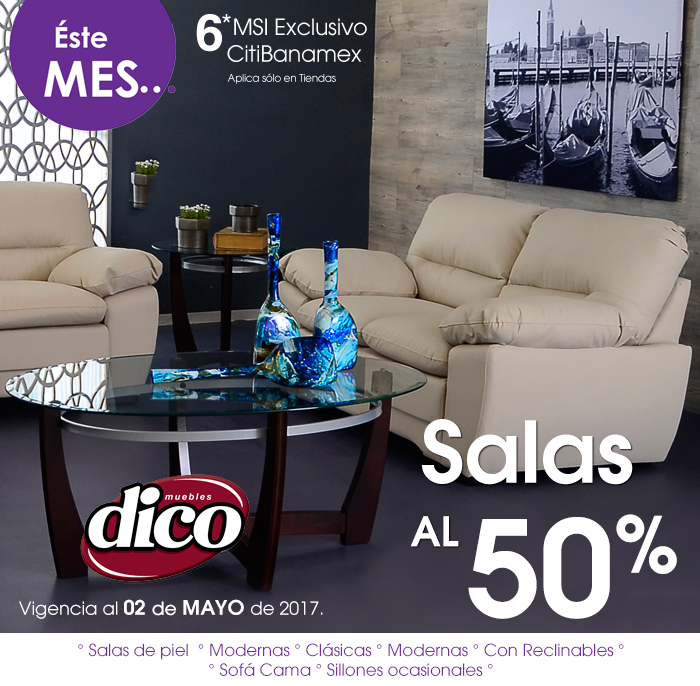 Éste
MES...
6* MSI Exclusivo
CitiBanamex
Aplica sólo en Tiendas
Salas
AL 50%
muebles
dico
Vigencia al 02 de MAYO de 2017.
° Salas de piel ° Modernas ° Clásicas ° Modernas ° Con Reclinables °
° Sofá Cama ° Sillones ocasionales °